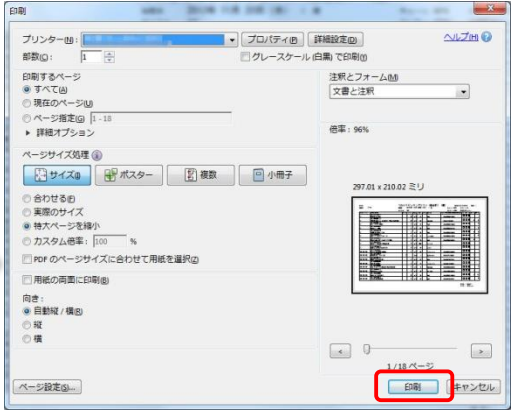 印刷
プリンター(N): プロパティ(P) 詳細設定(D) ヘルプ(H)
部数(C): 1 グレースケール(白黒)で印刷(Y)
印刷するページ
すべて(A)
現在のページ(U)
ページ指定(G) 1 - 18
詳細オプション
ページサイズ処理
サイズ(I) ポスター 複数 小冊子
合わせる(F)
実際のサイズ
特大ページを縮小
カスタム倍率: 100 %
PDF のページサイズに合わせて用紙を選択(Z)
用紙の両面に印刷(B)
向き:
自動縦 / 横(R)
縦
横
注釈とフォーム(M)
文書と注釈
倍率: 96%
297.01 x 210.02 ミリ
< >
1 / 18 ページ
ページ設定(S)... 印刷 キャンセル